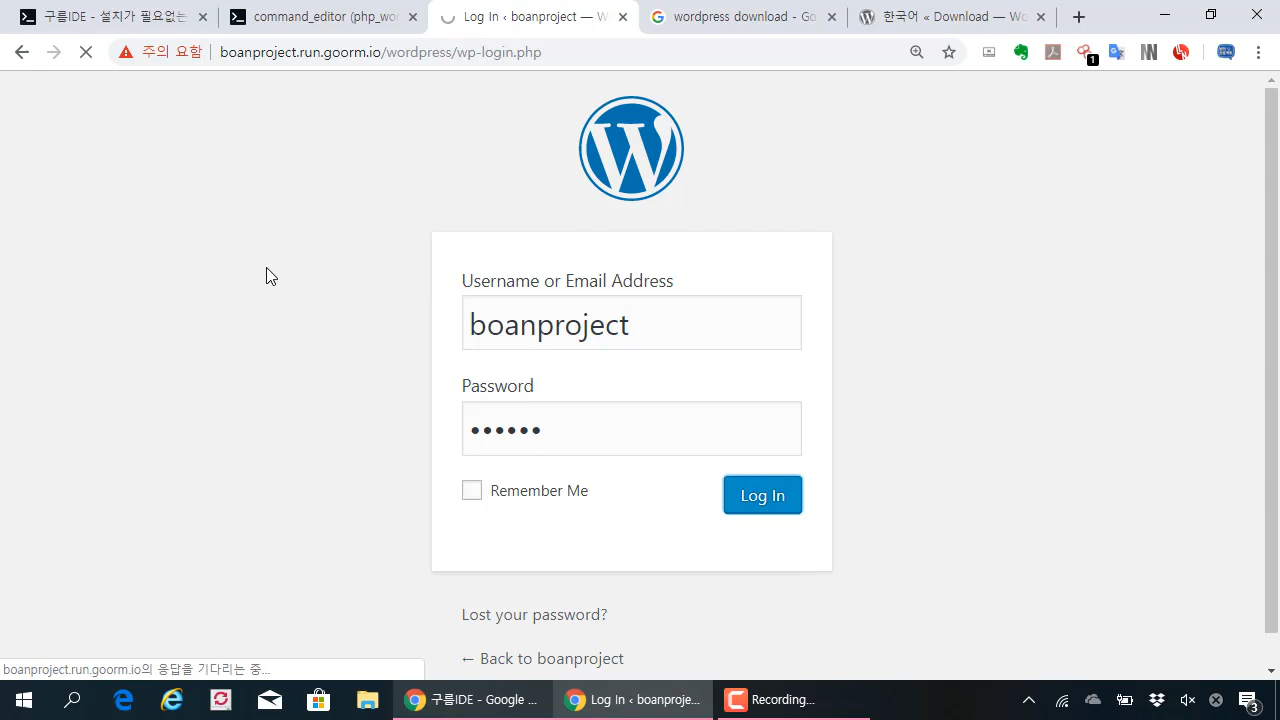 구름IDE - 설치가 필요없는
command_editor (php_wo
Log In ‹ boanproject — W
wordpress download - Go
한국어 « Download — Wo
주의 요함
boanproject.run.goorm.io/wordpress/wp-login.php
1
Username or Email Address
boanproject
Password
••••••
Remember Me
Log In
Lost your password?
← Back to boanproject
boanproject.run.goorm.io의 응답을 기다리는 중...
구름IDE - Google ...
Log In ‹ boanproje...
Recording...
3